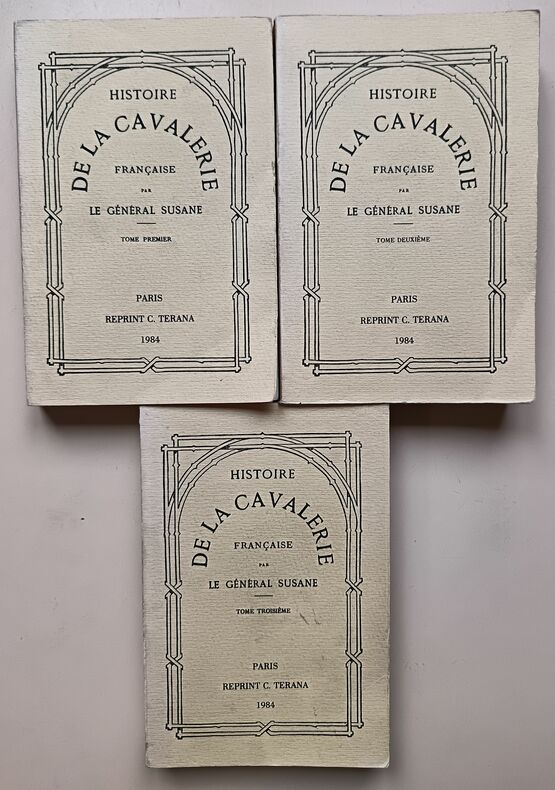 HISTOIRE
DE LA CAVALERIE
FRANÇAISE
PAR
LE GÉNÉRAL SUSANE
TOME PREMIER
PARIS
REPRINT C. TERANA
1984
HISTOIRE
DE LA CAVALERIE
FRANÇAISE
PAR
LE GÉNÉRAL SUSANE
TOME DEUXIÈME
PARIS
REPRINT C. TERANA
1984
HISTOIRE
DE LA CAVALERIE
FRANÇAISE
PAR
LE GÉNÉRAL SUSANE
TOME TROISIÈME
PARIS
REPRINT C. TERANA
1984